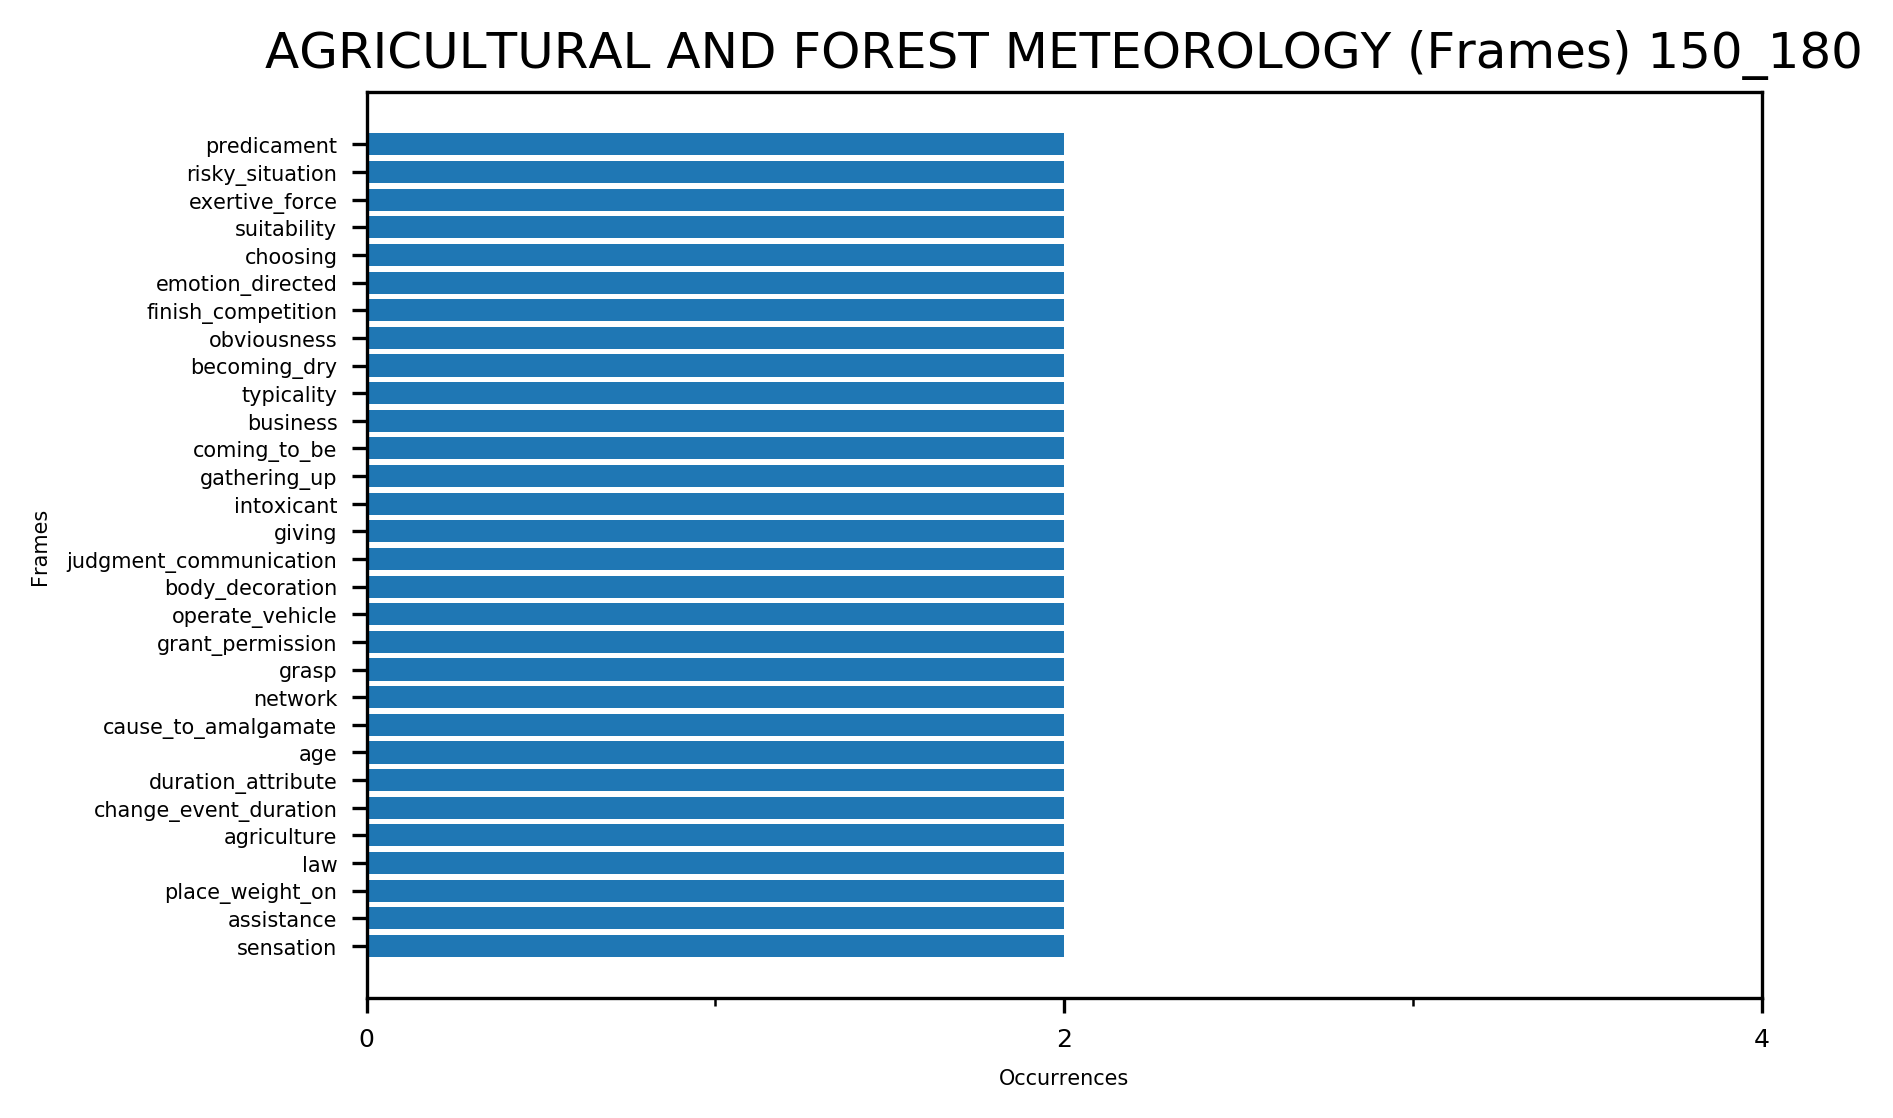 AGRICULTURAL AND FOREST METEOROLOGY (Frames) 150_180
predicament
risky_situation
exertive_force
suitability
choosing
emotion_directed
finish_competition
obviousness
becoming_dry
typicality
business
coming_to_be
gathering_up
intoxicant
giving
judgment_communication
body_decoration
operate_vehicle
grant_permission
grasp
network
cause_to_amalgamate
age
duration_attribute
change_event_duration
agriculture
law
place_weight_on
assistance
sensation
Frames
0 2 4
Occurrences